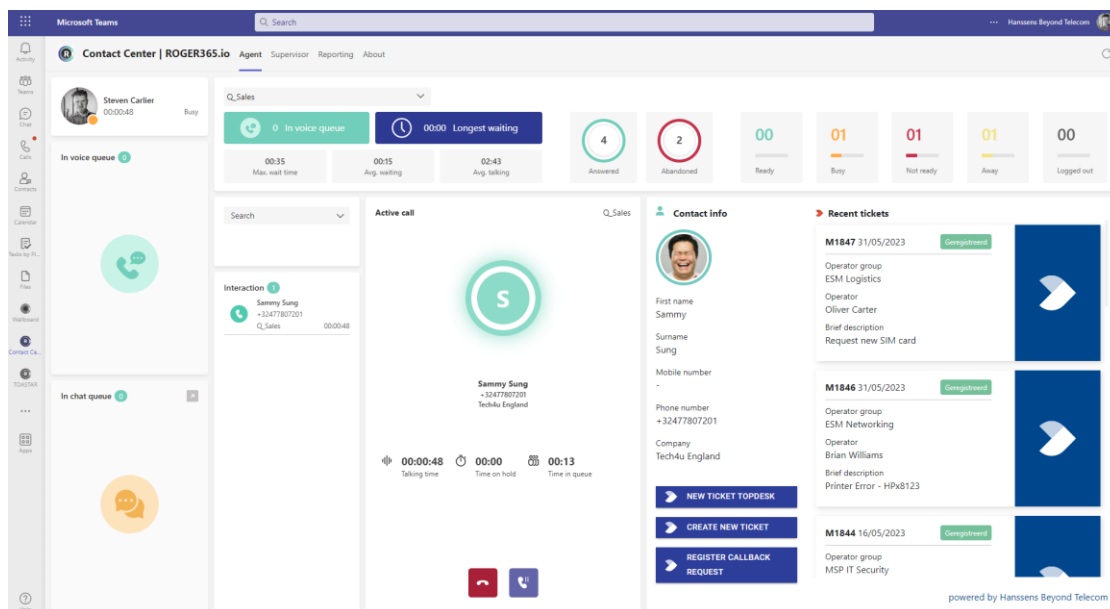 Microsoft Teams
Search
Hanssens Beyond Telecom
Activity
Teams
Chat
Calls
Contacts
Calendar
Tasks by Pl...
Files
Wallboard
Contact Ce...
TOASTAR
Apps
Contact Center | ROGER365.io Agent Supervisor Reporting About
Steven Carlier
00:00:48 Busy
In voice queue 0
In chat queue 0
Q_Sales
0 In voice queue
00:00 Longest waiting
00:35
Max. wait time
00:15
Avg. waiting
02:43
Avg. talking
4
Answered
2
Abandoned
00
Ready
01
Busy
01
Not ready
01
Away
00
Logged out
Search
Interaction 1
Sammy Sung
+32477807201
Q_Sales 00:00:48
Active call Q_Sales
S
Sammy Sung
+32477807201
Tech4u England
00:00:48
Talking time
00:00
Time on hold
00:13
Time in queue
Contact info
First name
Sammy
Surname
Sung
Mobile number
-
Phone number
+32477807201
Company
Tech4u England
NEW TICKET TOPDESK
CREATE NEW TICKET
REGISTER CALLBACK
REQUEST
Recent tickets
M1847 31/05/2023 Geregistreerd
Operator group
ESM Logistics
Operator
Oliver Carter
Brief description
Request new SIM card
M1846 31/05/2023 Geregistreerd
Operator group
ESM Networking
Operator
Brian Williams
Brief description
Printer Error - HPx8123
M1844 16/05/2023 Geregistreerd
Operator group
MSP IT Security
powered by Hanssens Beyond Telecom